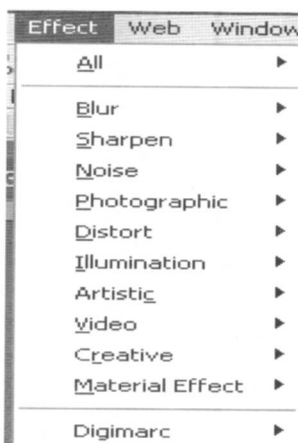 Effect Web Window
All
Blur
Sharpen
Noise
Photographic
Distort
Illumination
Artistic
Video
Creative
Material Effect
Digimarc